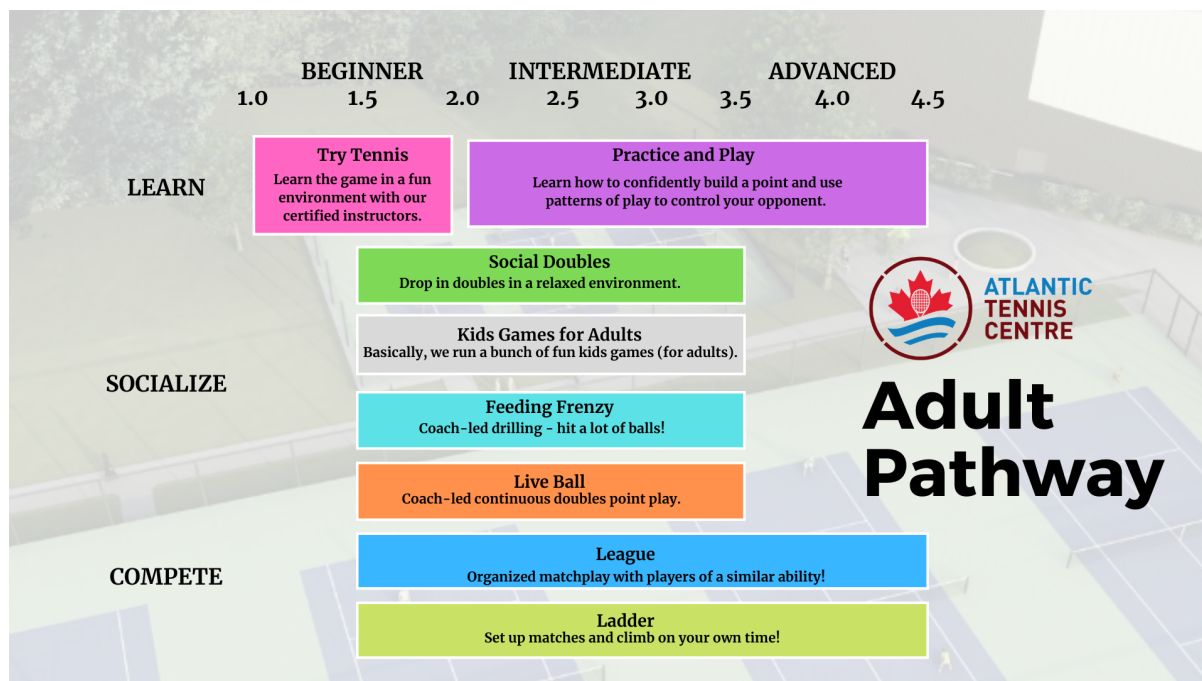 BEGINNER INTERMEDIATE ADVANCED
1.0 1.5 2.0 2.5 3.0 3.5 4.0 4.5
LEARN
Try Tennis
Learn the game in a fun
environment with our
certified instructors.
Practice and Play
Learn how to confidently build a point and use
patterns of play to control your opponent.
SOCIALIZE
Social Doubles
Drop in doubles in a relaxed environment.
Kids Games for Adults
Basically, we run a bunch of fun kids games (for adults).
Feeding Frenzy
Coach-led drilling - hit a lot of balls!
Live Ball
Coach-led continuous doubles point play.
COMPETE
League
Organized matchplay with players of a similar ability!
Ladder
Set up matches and climb on your own time!
ATLANTIC
TENNIS
CENTRE
Adult
Pathway